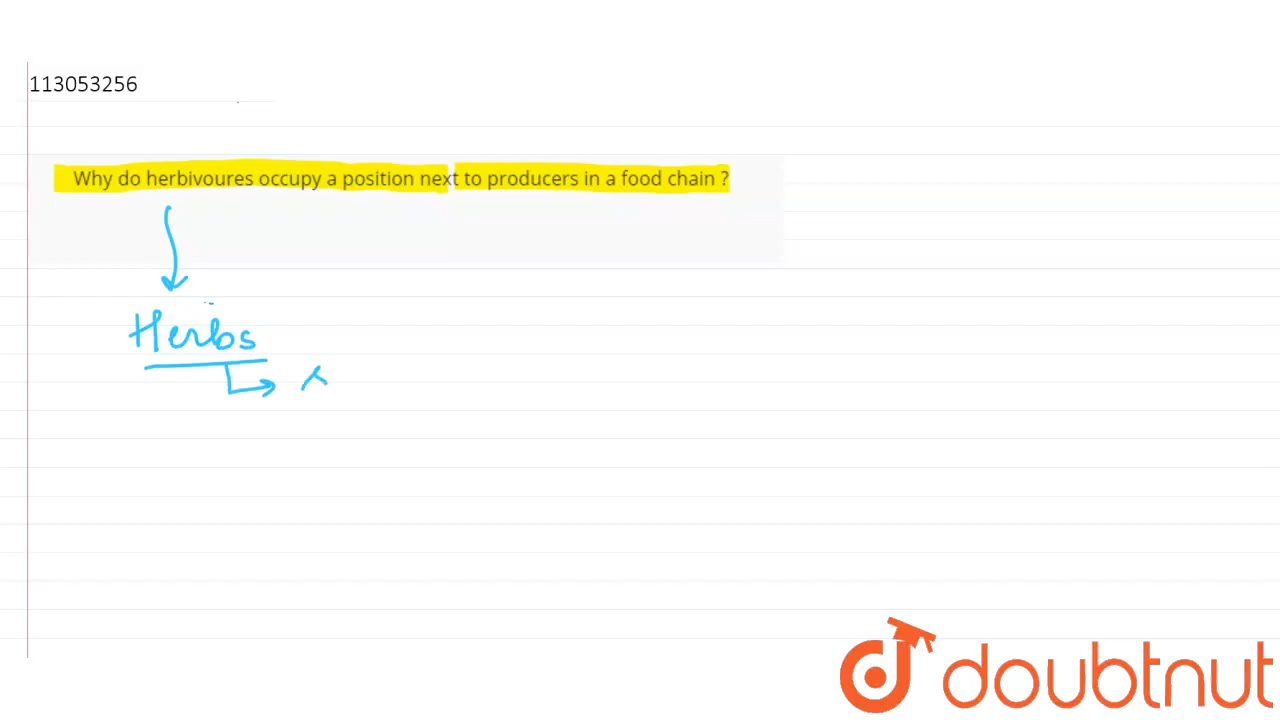 113053256
Why do herbivoures occupy a position next to producers in a food chain ?
Herbs
doubtnut